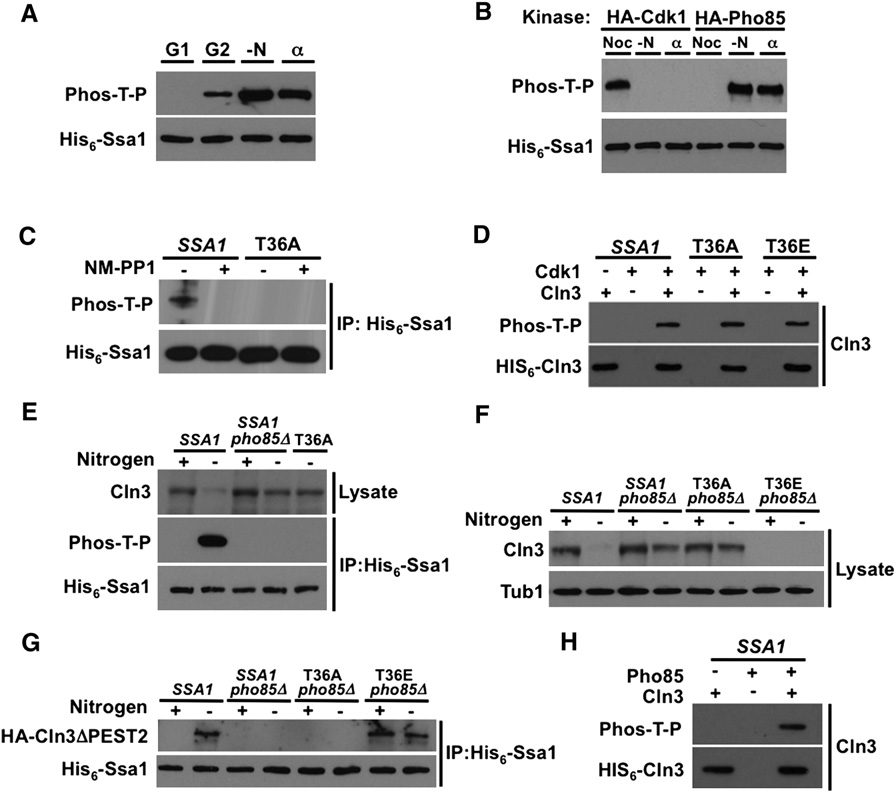 A
G1 G2 -N α
Phos-T-P
His6-Ssa1
B
Kinase: HA-Cdk1 HA-Pho85
Noc -N α Noc -N α
Phos-T-P
His6-Ssa1
C
SSA1 T36A
NM-PP1 - + - +
Phos-T-P
His6-Ssa1
IP: His6-Ssa1
D
SSA1 T36A T36E
Cdk1 - + + + + + +
Cln3 + - + - + - +
Phos-T-P
HIS6-Cln3
Cln3
E
SSA1 SSA1 pho85Δ T36A
Nitrogen + - + - -
Cln3
Lysate
Phos-T-P
His6-Ssa1
IP:His6-Ssa1
F
SSA1 SSA1 pho85Δ T36A pho85Δ T36E pho85Δ
Nitrogen + - + - + - + -
Cln3
Tub1
Lysate
G
SSA1 SSA1 pho85Δ T36A pho85Δ T36E pho85Δ
Nitrogen + - + - + - + -
HA-Cln3ΔPEST2
His6-Ssa1
IP:His6-Ssa1
H
SSA1
Pho85 - + +
Cln3 + - +
Phos-T-P
HIS6-Cln3
Cln3